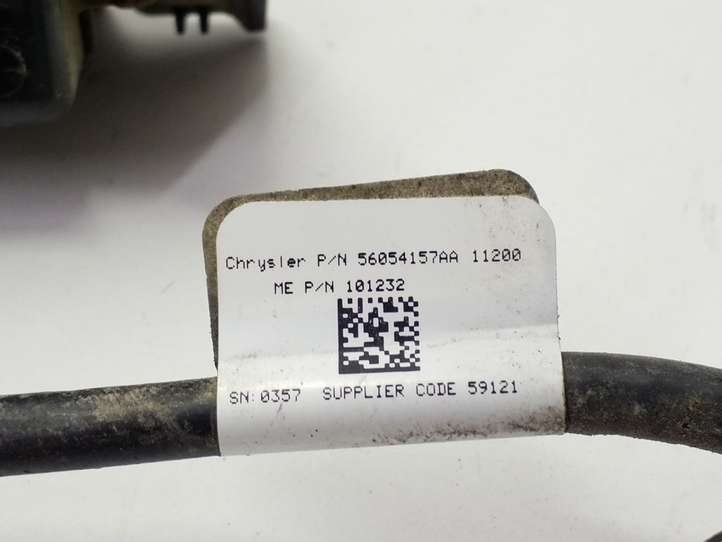 Chrysler P/N 56054157AA 11200
ME P/N 101232
SN:0357 SUPPLIER CODE 59121